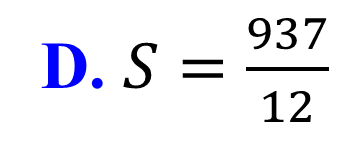 D. S = 937/12